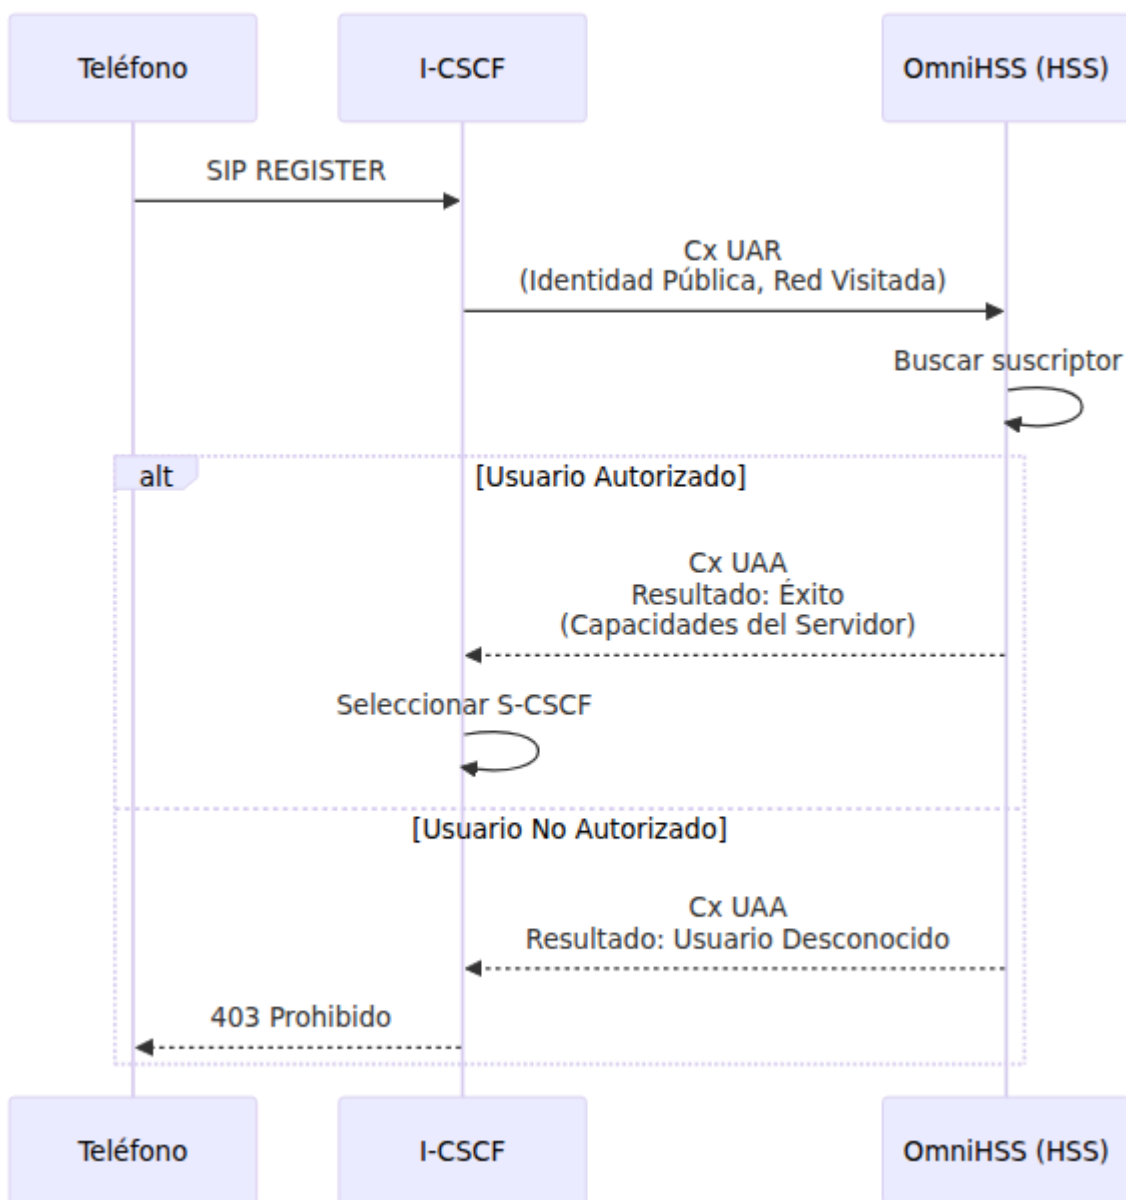 Teléfono
I-CSCF
OmniHSS (HSS)
SIP REGISTER
Cx UAR
(Identidad Pública, Red Visitada)
Buscar suscriptor
alt
[Usuario Autorizado]
Cx UAA
Resultado: Éxito
(Capacidades del Servidor)
Seleccionar S-CSCF
[Usuario No Autorizado]
Cx UAA
Resultado: Usuario Desconocido
403 Prohibido
Teléfono
I-CSCF
OmniHSS (HSS)